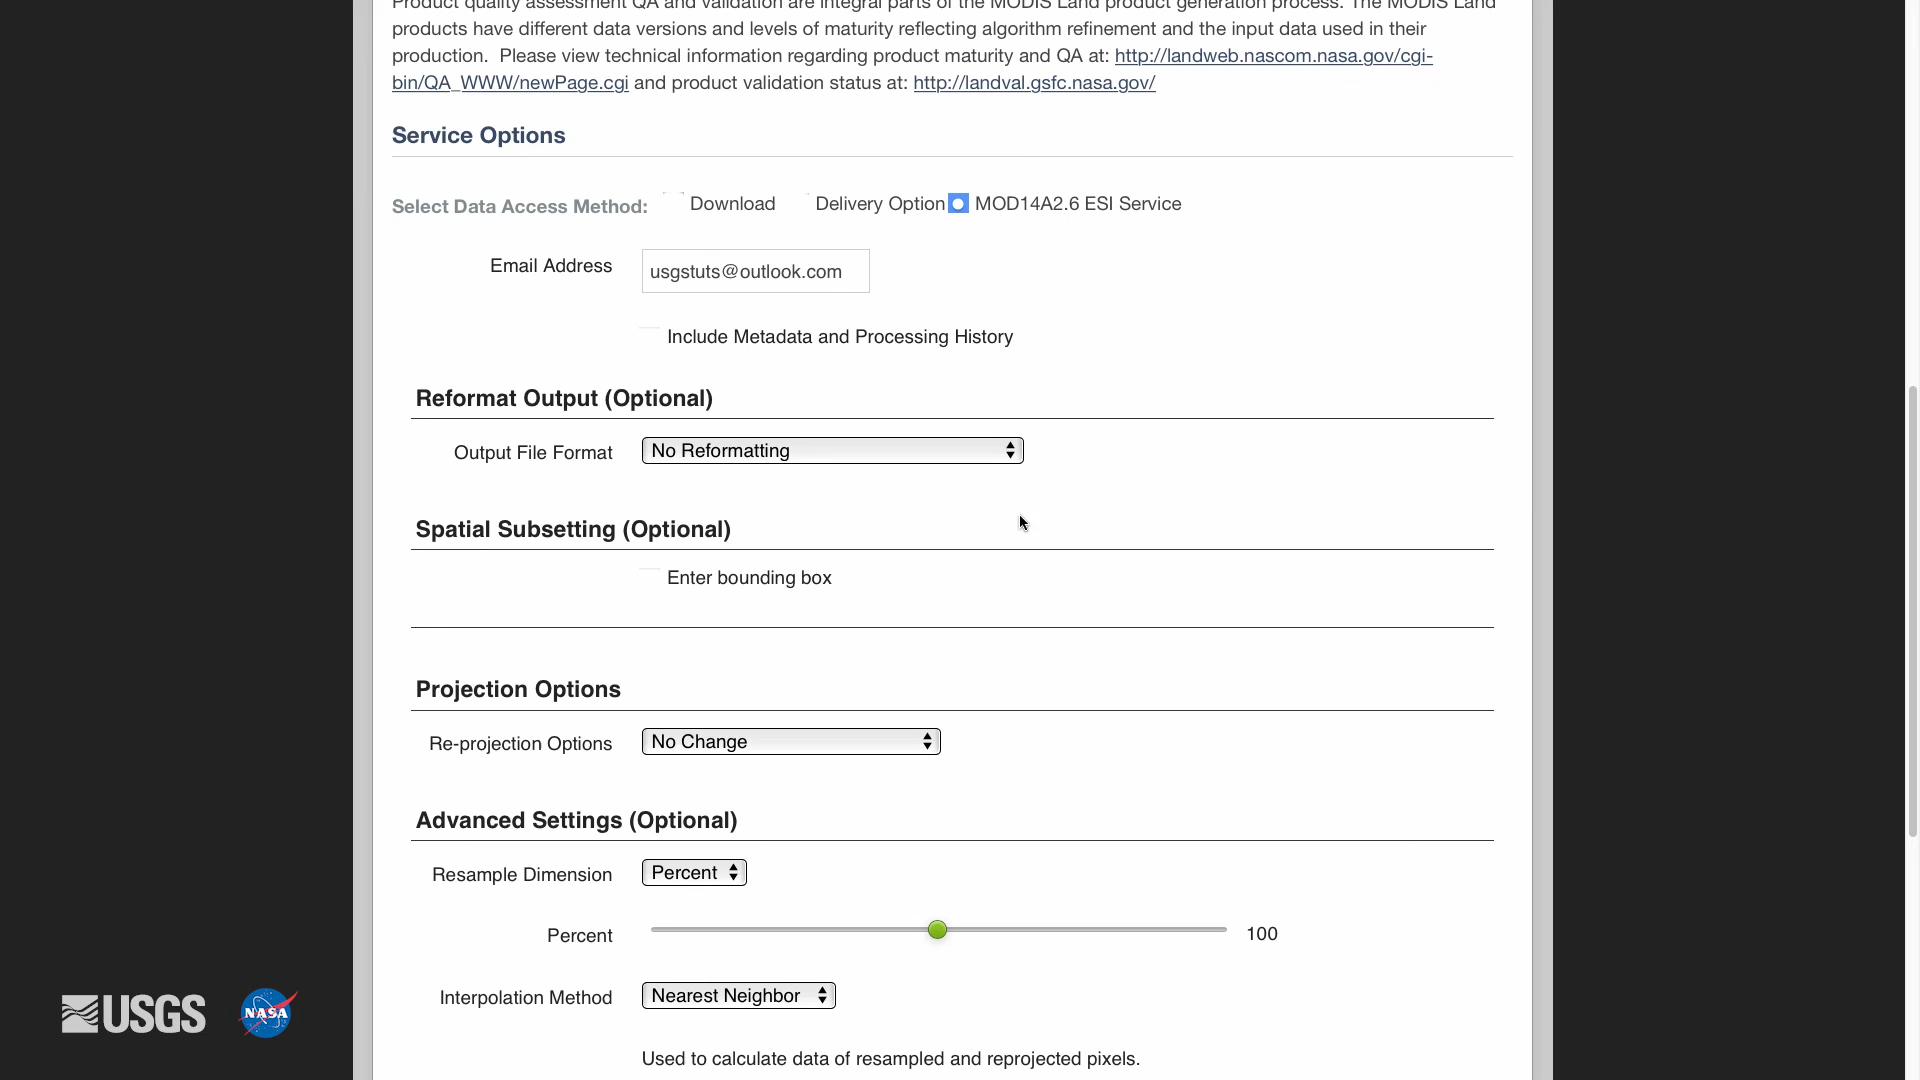 Product quality assessment QA and validation are integral parts of the MODIS Land product generation process. The MODIS Land
products have different data versions and levels of maturity reflecting algorithm refinement and the input data used in their
production.  Please view technical information regarding product maturity and QA at: http://landweb.nascom.nasa.gov/cgi-
bin/QA_WWW/newPage.cgi and product validation status at: http://landval.gsfc.nasa.gov/
Service Options
Select Data Access Method: Download Delivery Option MOD14A2.6 ESI Service
Email Address usgstuts@outlook.com
Include Metadata and Processing History
Reformat Output (Optional)
Output File Format No Reformatting
Spatial Subsetting (Optional)
Enter bounding box
Projection Options
Re-projection Options No Change
Advanced Settings (Optional)
Resample Dimension Percent
Percent 100
Interpolation Method Nearest Neighbor
Used to calculate data of resampled and reprojected pixels.
USGS NASA